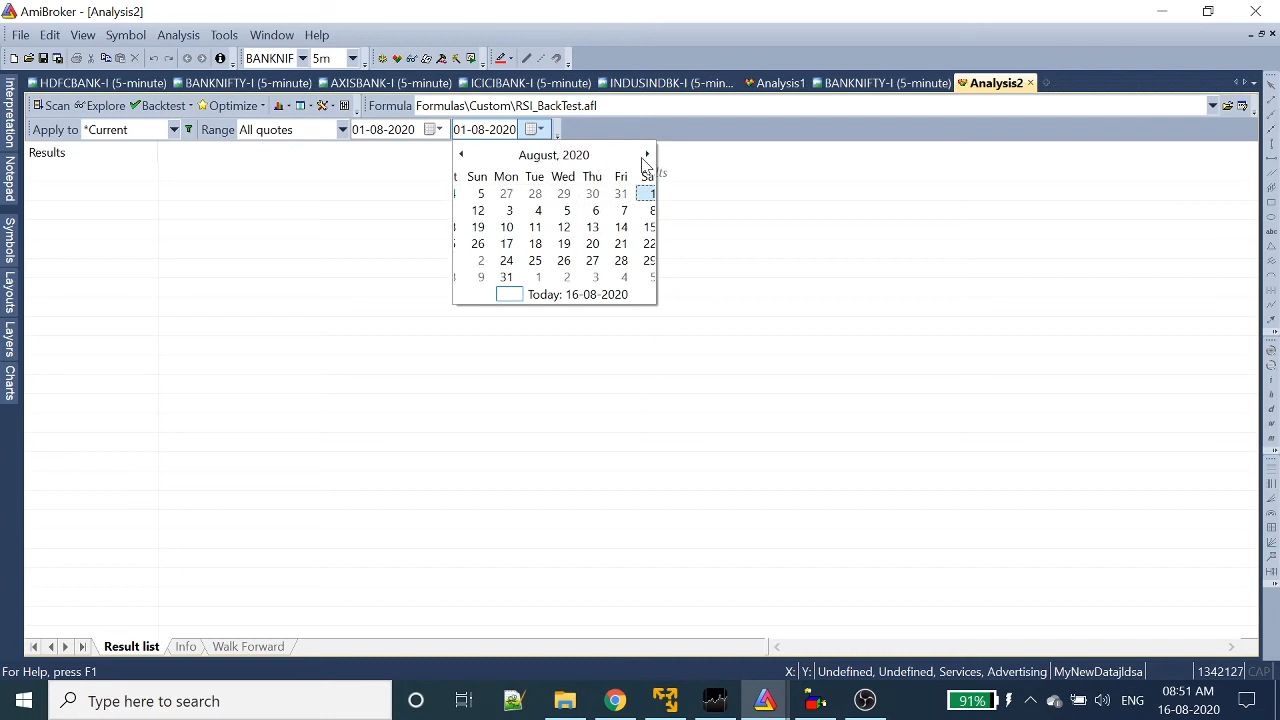 AmiBroker - [Analysis2]
File Edit View Symbol Analysis Tools Window Help
BANKNIF 5m
HDFCBANK-I (5-minute) BANKNIFTY-I (5-minute) AXISBANK-I (5-minute) ICICIBANK-I (5-minute) INDUSINDBK-I (5-min... Analysis1 BANKNIFTY-I (5-minute) Analysis2
Scan Explore Backtest Optimize Formula Formulas\Custom\RSI_BackTest.afl
Apply to *Current Range All quotes 01-08-2020 01-08-2020
Results
August, 2020
t Sun Mon Tue Wed Thu Fri Sa
5 27 28 29 30 31 1
12 3 4 5 6 7 8
19 10 11 12 13 14 15
26 17 18 19 20 21 22
2 24 25 26 27 28 29
9 31 1 2 3 4 5
Today: 16-08-2020
Interpretation
Notepad
Symbols
Layouts
Layers
Charts
Result list Info Walk Forward
For Help, press F1 X: Y: Undefined, Undefined, Services, Advertising MyNewDatajldsa 1342127 CAP
Type here to search 91% ENG 08:51 AM
16-08-2020